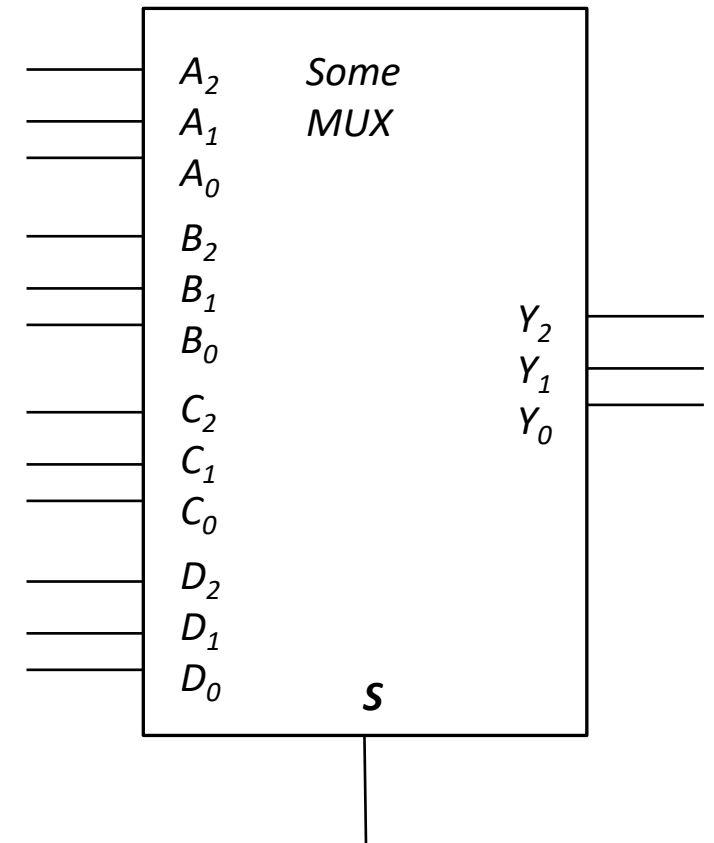 A₂ Some
A₁ MUX
A₀
B₂
B₁
B₀
Y₂
Y₁
Y₀
C₂
C₁
C₀
D₂
D₁
D₀
S